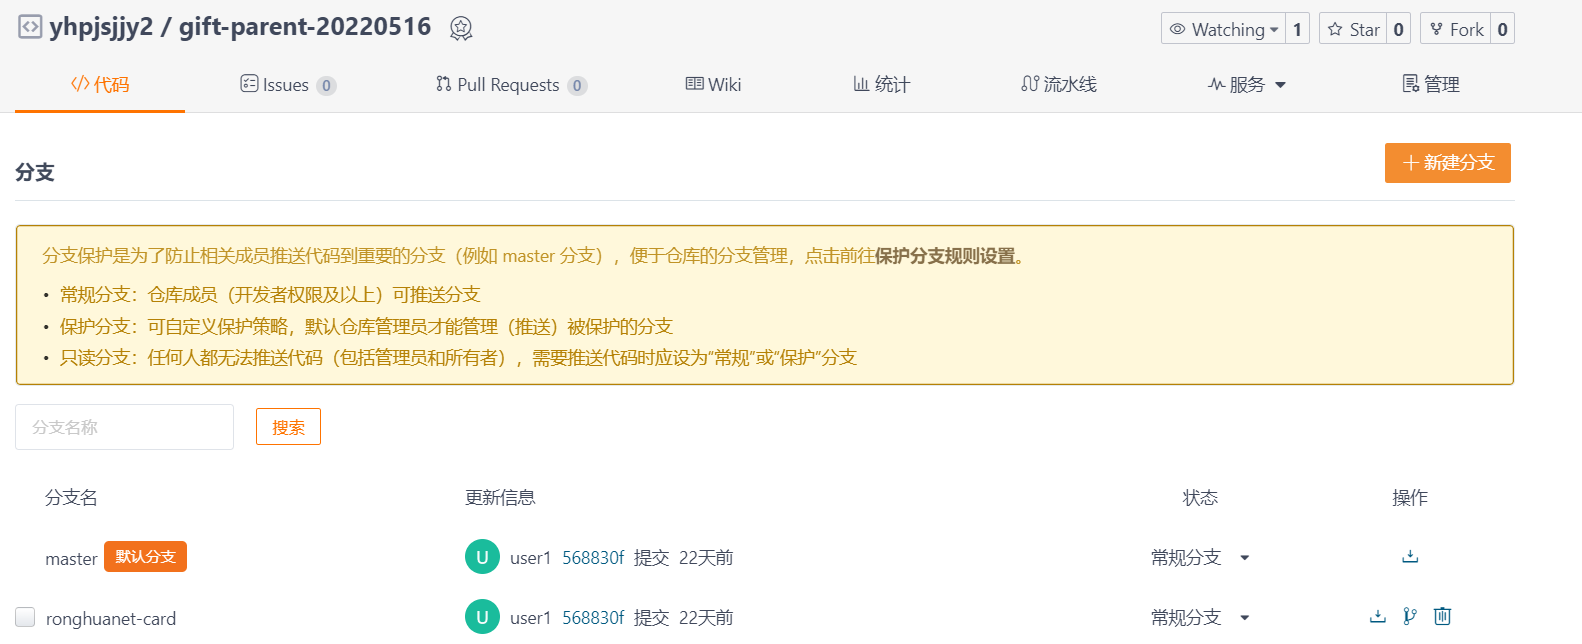 yhpjsjjy2 / gift-parent-20220516
Watching 1 Star 0 Fork 0
代码 Issues 0 Pull Requests 0 Wiki 统计 流水线 服务 管理
分支
新建分支
分支保护是为了防止相关成员推送代码到重要的分支（例如 master 分支），便于仓库的分支管理，点击前往保护分支规则设置。
• 常规分支：仓库成员（开发者权限及以上）可推送分支
• 保护分支：可自定义保护策略，默认仓库管理员才能管理（推送）被保护的分支
• 只读分支：任何人都无法推送代码（包括管理员和所有者），需要推送代码时应设为“常规”或“保护”分支
分支名称 搜索
分支名 更新信息 状态 操作
master 默认分支 U user1 568830f 提交 22天前 常规分支
ronghuanet-card U user1 568830f 提交 22天前 常规分支